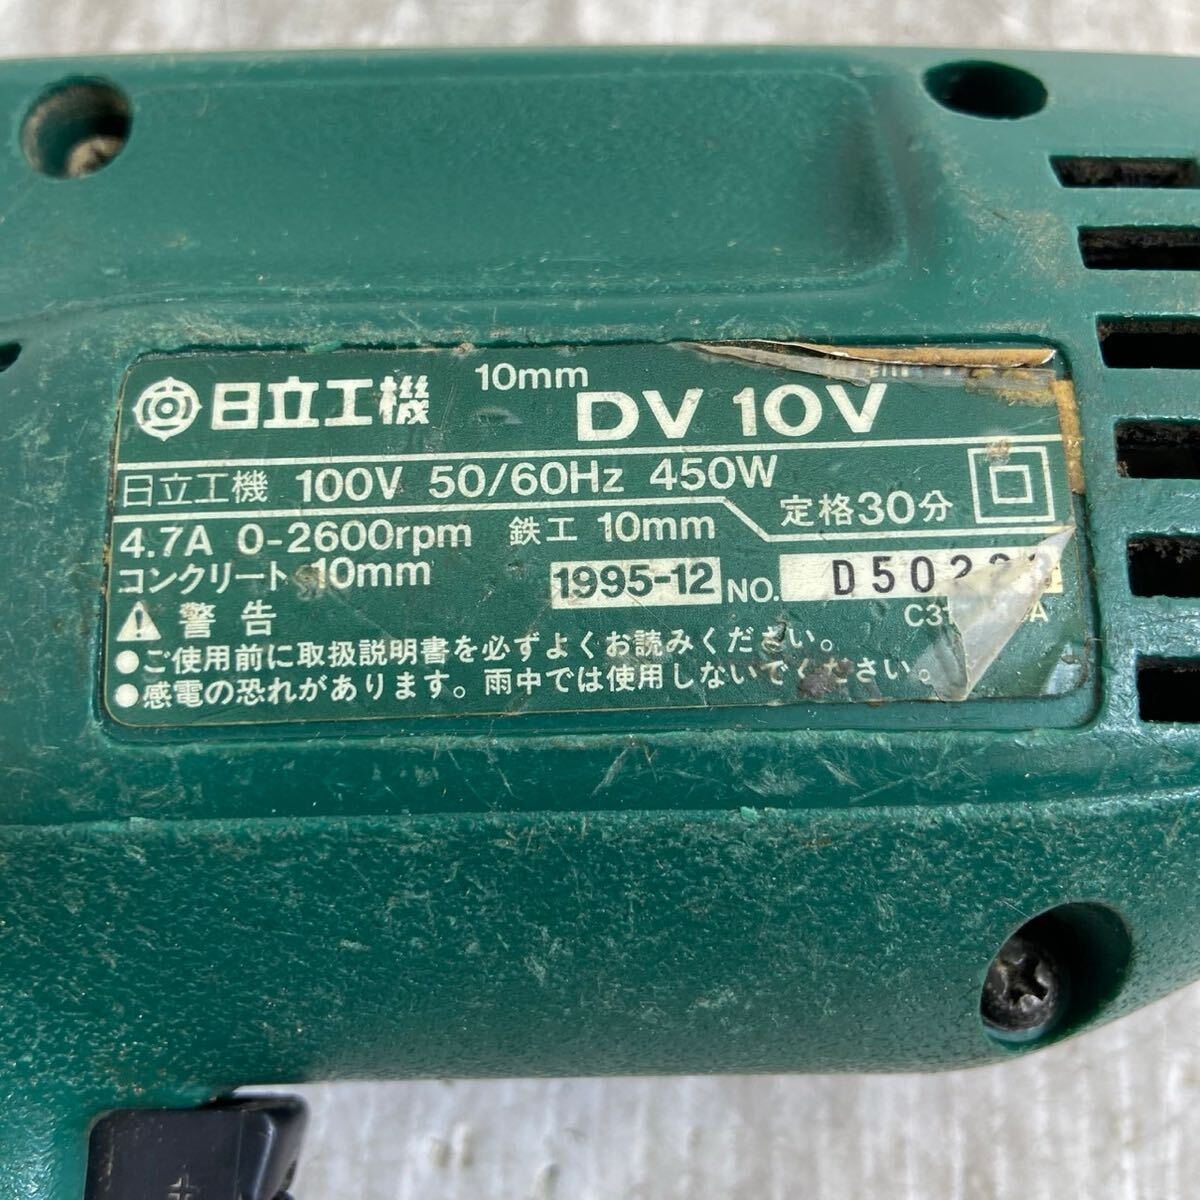 日立工機 10mm DV 10V
日立工機 100V 50/60Hz 450W
4.7A 0-2600rpm 鉄工 10mm 定格30分
コンクリート 10mm 1995-12 NO.
警告
●ご使用前に取扱説明書を必ずよくお読みください。
●感電の恐れがあります。雨中では使用しないでください。